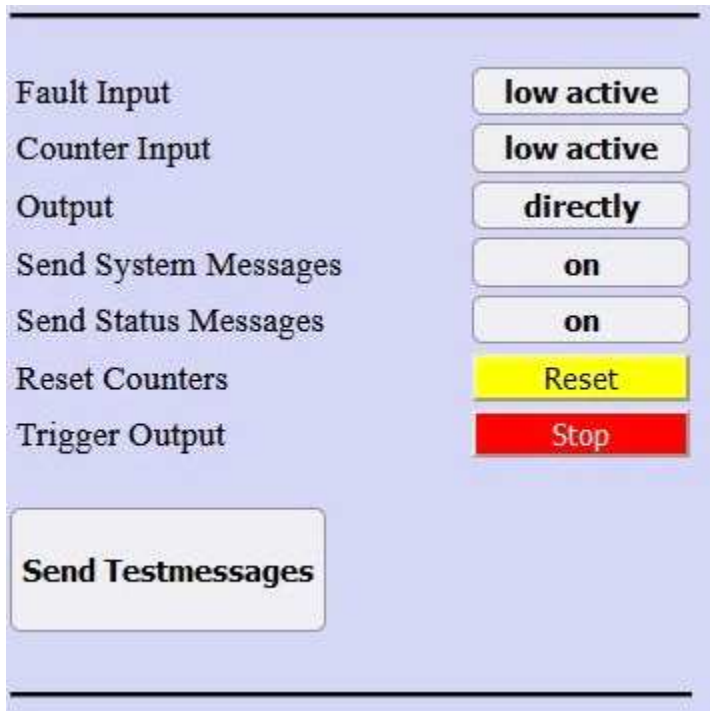 Fault Input low active
Counter Input low active
Output directly
Send System Messages on
Send Status Messages on
Reset Counters Reset
Trigger Output Stop
Send Testmessages